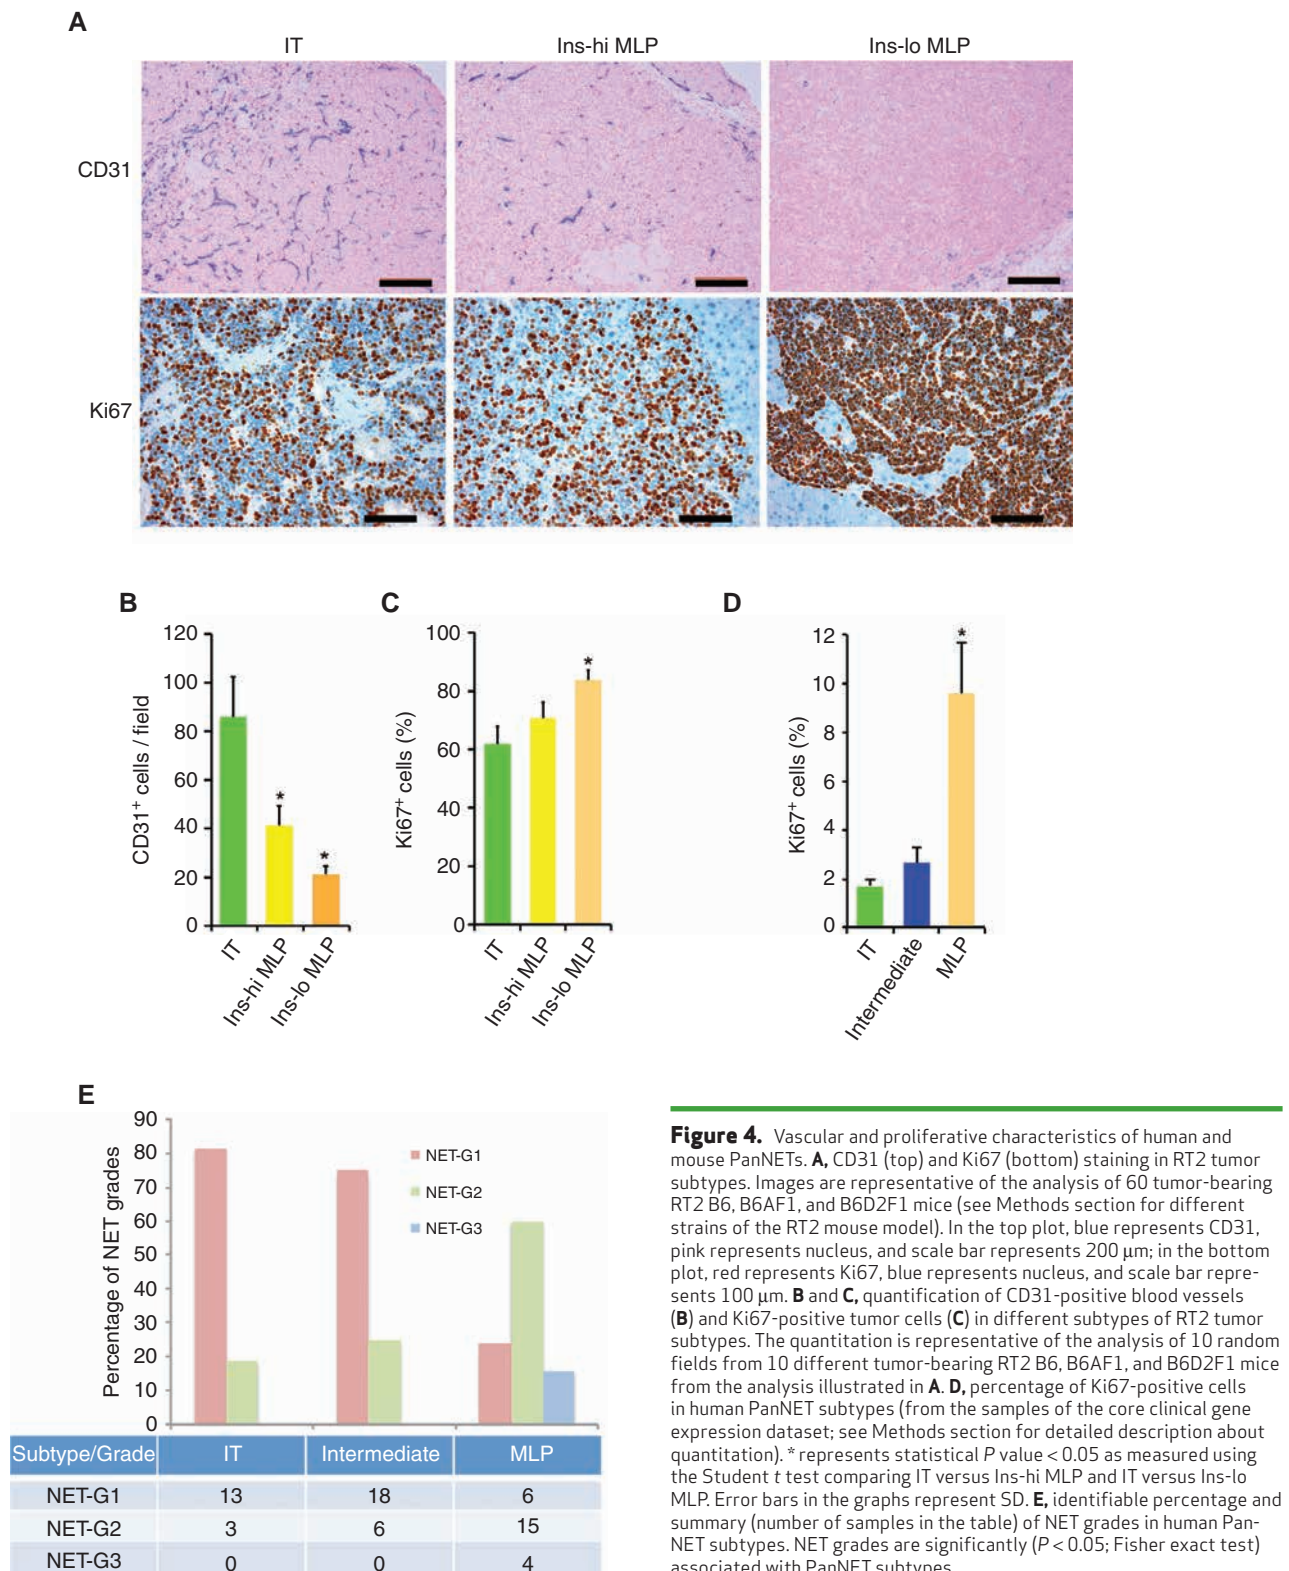 A
IT
Ins-hi MLP
Ins-lo MLP
CD31
Ki67
B
120
100
80
60
40
20
0
CD31+ cells / field
*
*
IT
Ins-hi MLP
Ins-lo MLP
C
100
80
60
40
20
0
Ki67+ cells (%)
*
IT
Ins-hi MLP
Ins-lo MLP
D
12
10
8
6
4
2
0
Ki67+ cells (%)
*
IT
Intermediate
MLP
E
90
80
70
60
50
40
30
20
10
0
Percentage of NET grades
NET-G1
NET-G2
NET-G3
Subtype/Grade IT Intermediate MLP
NET-G1 13 18 6
NET-G2 3 6 15
NET-G3 0 0 4
Figure 4. Vascular and proliferative characteristics of human and
mouse PanNETs. A, CD31 (top) and Ki67 (bottom) staining in RT2 tumor
subtypes. Images are representative of the analysis of 60 tumor-bearing
RT2 B6, B6AF1, and B6D2F1 mice (see Methods section for different
strains of the RT2 mouse model). In the top plot, blue represents CD31,
pink represents nucleus, and scale bar represents 200 μm; in the bottom
plot, red represents Ki67, blue represents nucleus, and scale bar repre-
sents 100 μm. B and C, quantification of CD31-positive blood vessels
(B) and Ki67-positive tumor cells (C) in different subtypes of RT2 tumor
subtypes. The quantitation is representative of the analysis of 10 random
fields from 10 different tumor-bearing RT2 B6, B6AF1, and B6D2F1 mice
from the analysis illustrated in A. D, percentage of Ki67-positive cells
in human PanNET subtypes (from the samples of the core clinical gene
expression dataset; see Methods section for detailed description about
quantitation). * represents statistical P value < 0.05 as measured using
the Student t test comparing IT versus Ins-hi MLP and IT versus Ins-lo
MLP. Error bars in the graphs represent SD. E, identifiable percentage and
summary (number of samples in the table) of NET grades in human Pan-
NET subtypes. NET grades are significantly (P < 0.05; Fisher exact test)
associated with PanNET subtypes.